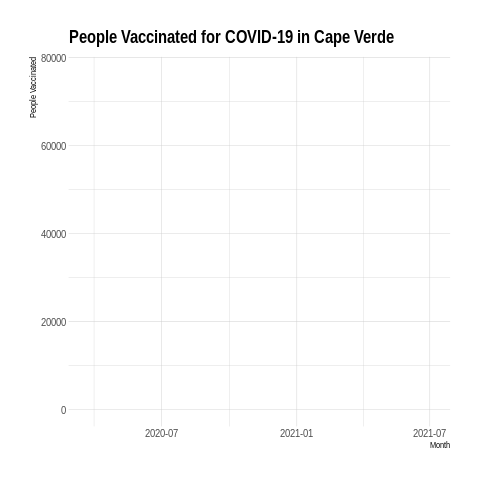 People Vaccinated for COVID-19 in Cape Verde
People Vaccinated
80000
60000
40000
20000
0
2020-07
2021-01
2021-07
Month